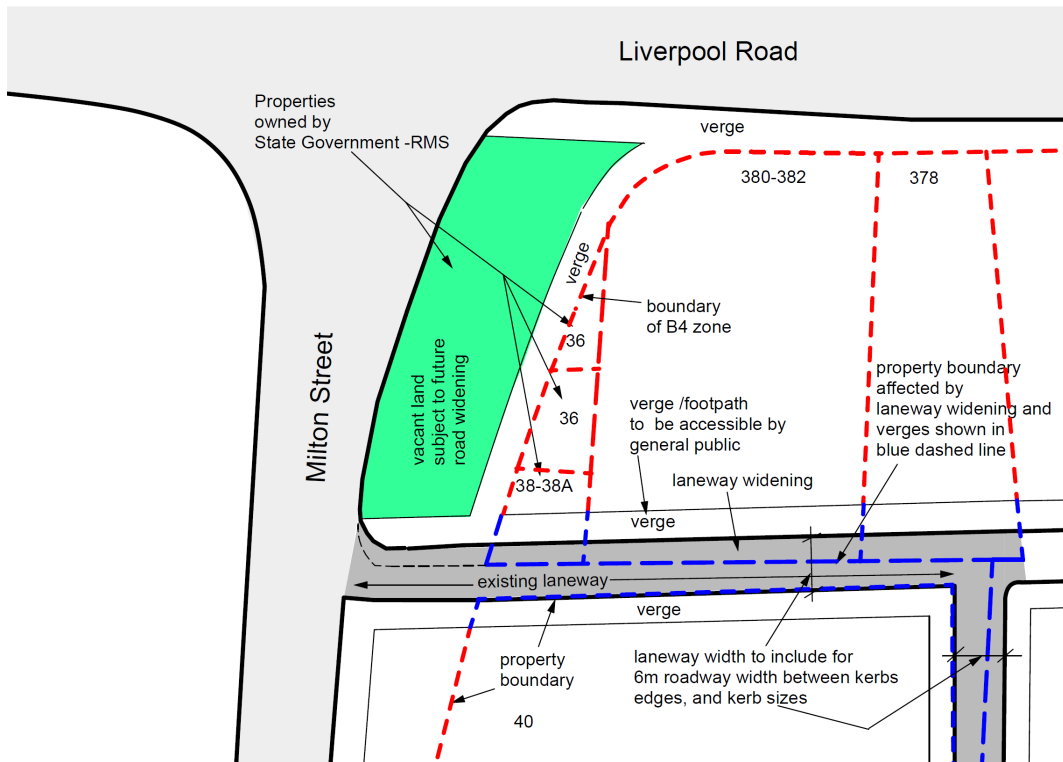 Liverpool Road
Properties
owned by
State Government -RMS
verge
380-382
378
verge
boundary
of B4 zone
36
36
38-38A
property boundary
affected by
laneway widening and
verges shown in
blue dashed line
verge /footpath
to  be accessible by
general public
laneway widening
vacant land
subject to future
road widening
Milton Street
verge
existing laneway
verge
property
boundary
laneway width to include for
6m roadway width between kerbs
edges, and kerb sizes
40